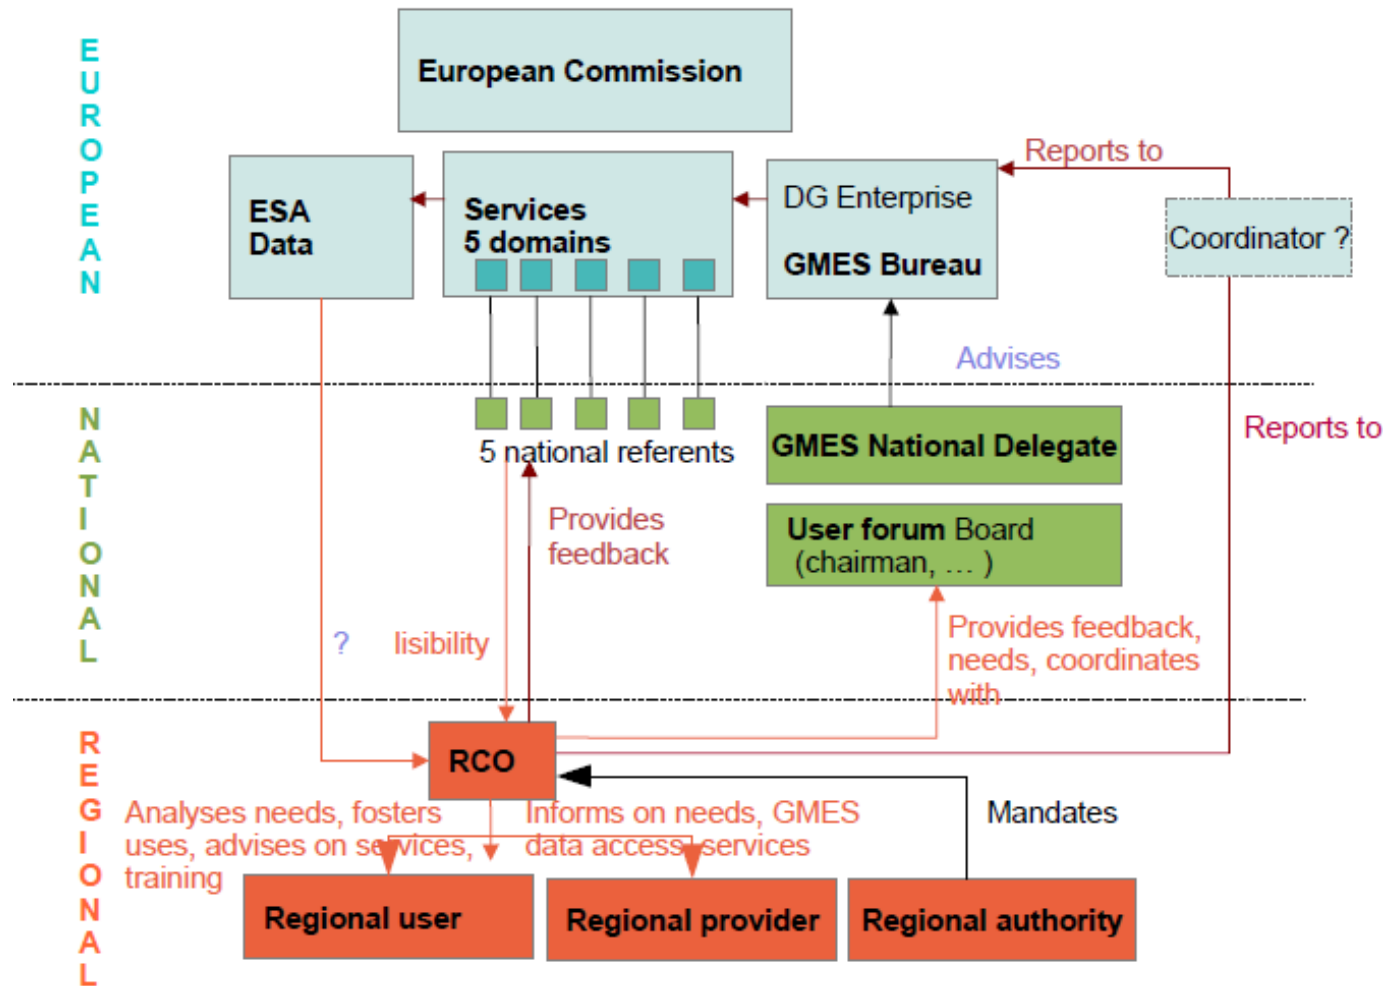 EUROPEAN
European Commission
Reports to
ESA
Data
Services
5 domains
DG Enterprise
GMES Bureau
Coordinator ?
Advises
NATIONAL
5 national referents
GMES National Delegate
Reports to
Provides
feedback
User forum Board
(chairman, ... )
? lisibility
Provides feedback,
needs, coordinates
with
REGIONAL
RCO
Analyses needs, fosters
uses, advises on services,
training
Informs on needs, GMES
data access, services
Mandates
Regional user
Regional provider
Regional authority